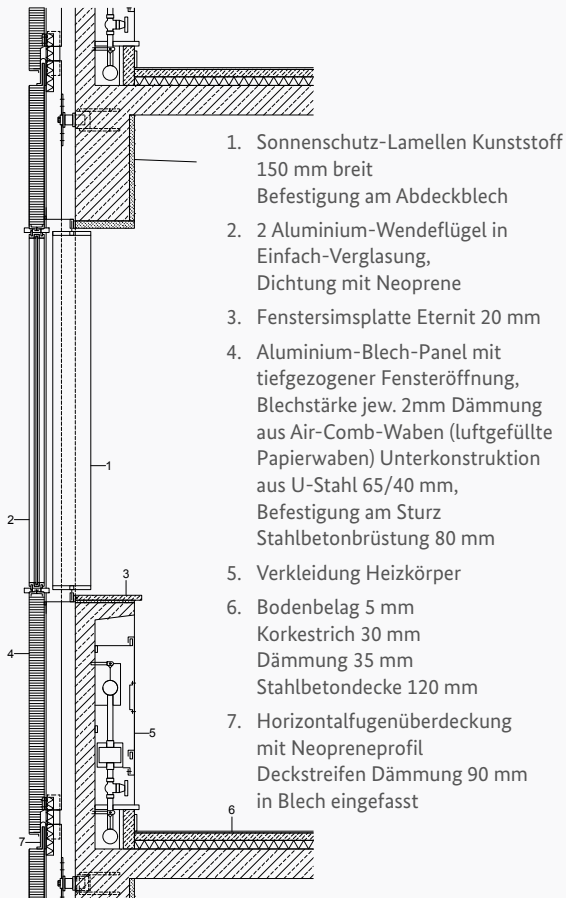 1. Sonnenschutz-Lamellen Kunststoff
150 mm breit
Befestigung am Abdeckblech
2. 2 Aluminium-Wendeflügel in
Einfach-Verglasung,
Dichtung mit Neoprene
3. Fenstersimsplatte Eternit 20 mm
4. Aluminium-Blech-Panel mit
tiefgezogener Fensteröffnung,
Blechstärke jew. 2mm Dämmung
aus Air-Comb-Waben (luftgefüllte
Papierwaben) Unterkonstruktion
aus U-Stahl 65/40 mm,
Befestigung am Sturz
Stahlbetonbrüstung 80 mm
5. Verkleidung Heizkörper
6. Bodenbelag 5 mm
Korkestrich 30 mm
Dämmung 35 mm
Stahlbetondecke 120 mm
7. Horizontalfugenüberdeckung
mit Neopreneprofil
Deckstreifen Dämmung 90 mm
in Blech eingefasst
1
2
3
4
5
6
7